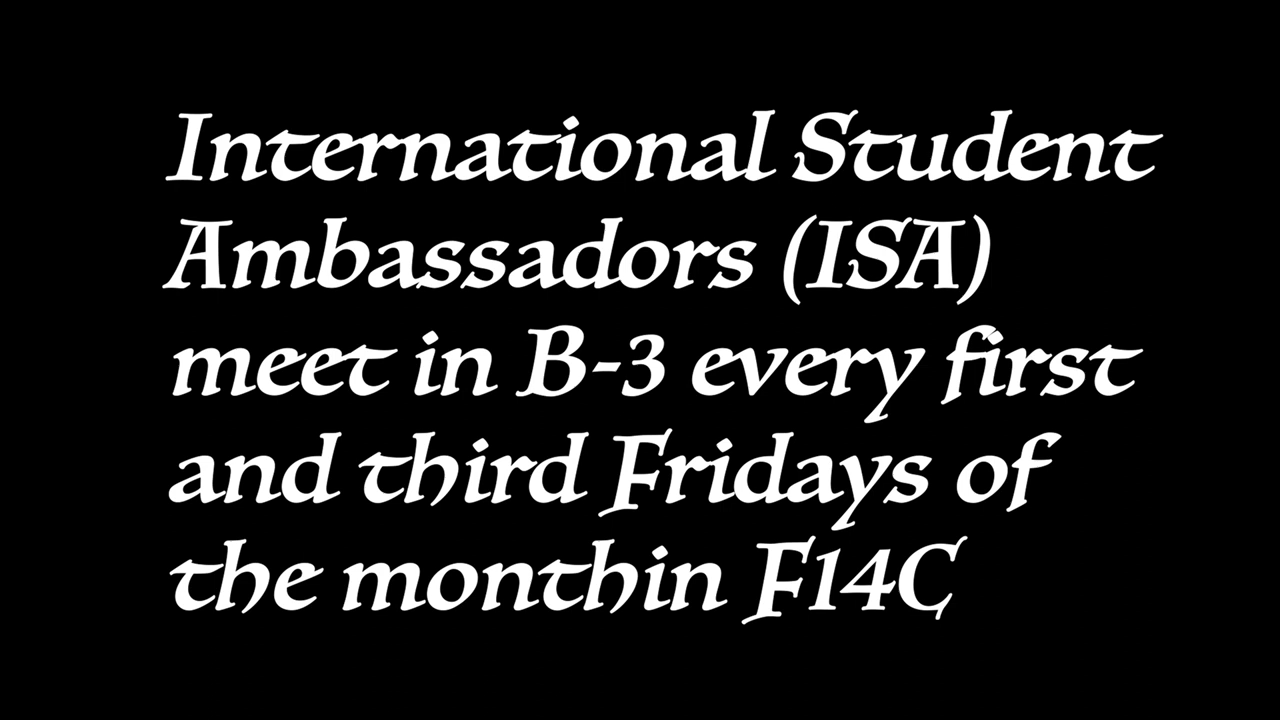 International Student
Ambassadors (ISA)
meet in B-3 every first
and third Fridays of
the monthin F14C